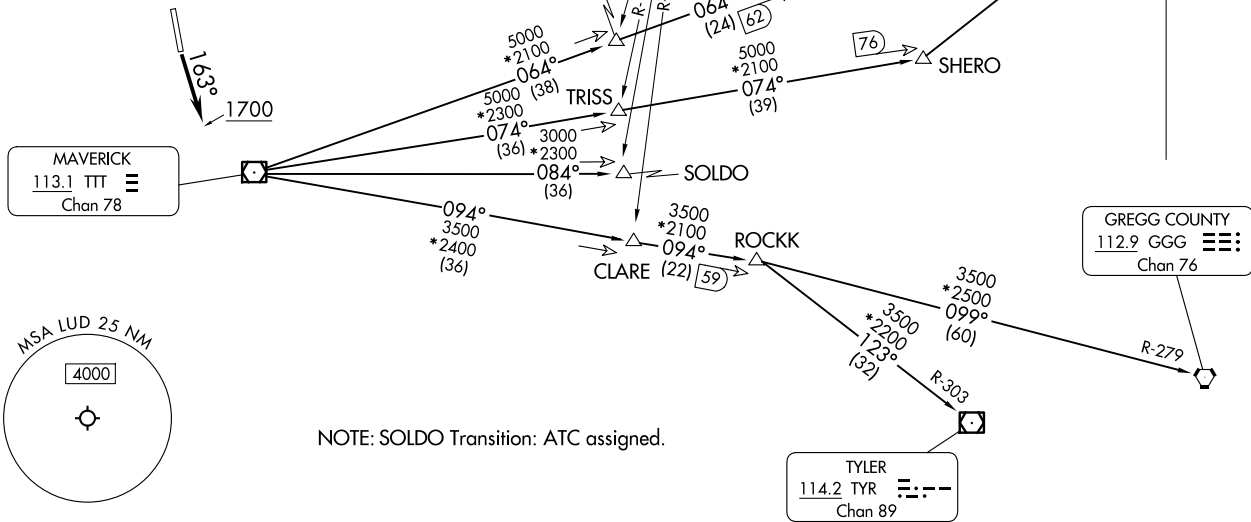 064°
(24)
62
R-
R-
163°
1700
5000
*2100
064°
(38)
76
SHERO
5000
*2100
074°
(39)
TRISS
5000
*2300
074°
(36)
3000
*2300
084°
(36)
SOLDO
MAVERICK
113.1 TTT
Chan 78
094°
3500
*2400
(36)
CLARE
3500
*2100
094°
(22)
59
ROCKK
GREGG COUNTY
112.9 GGG
Chan 76
3500
*2500
099°
(60)
R-279
3500
*2200
123°
(32)
R-303
MSA LUD 25 NM
4000
NOTE: SOLDO Transition: ATC assigned.
TYLER
114.2 TYR
Chan 89